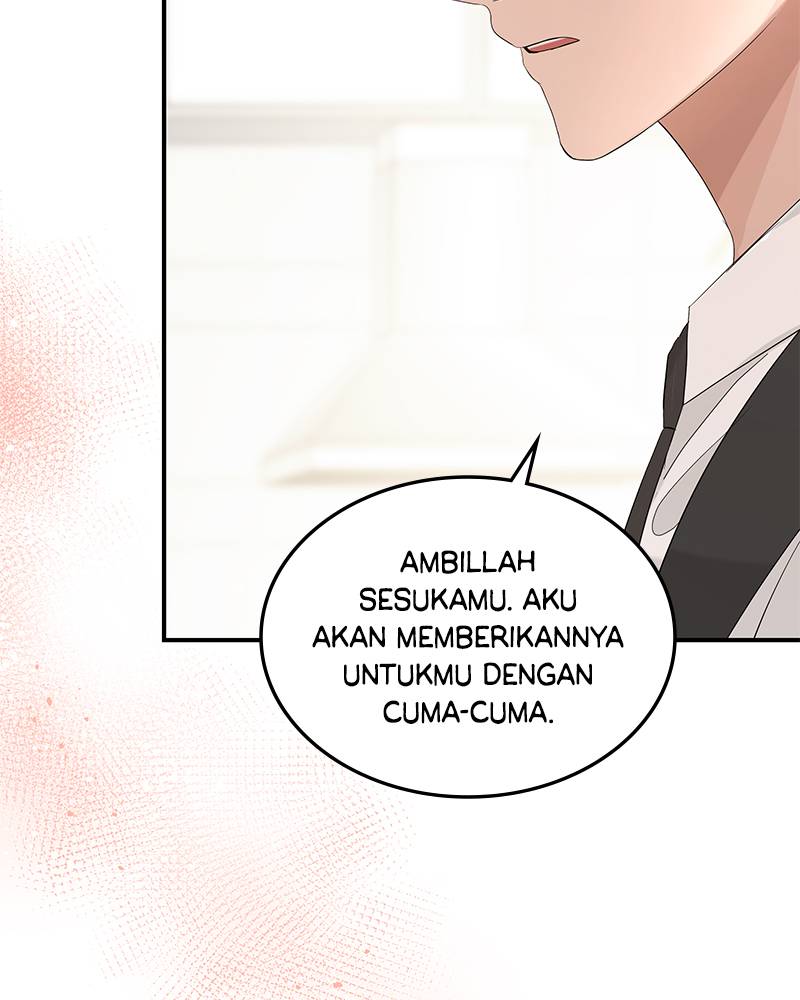 AMBILLAH
SESUKAMU. AKU
AKAN MEMBERIKANNYA
UNTUKMU DENGAN
CUMA-CUMA.